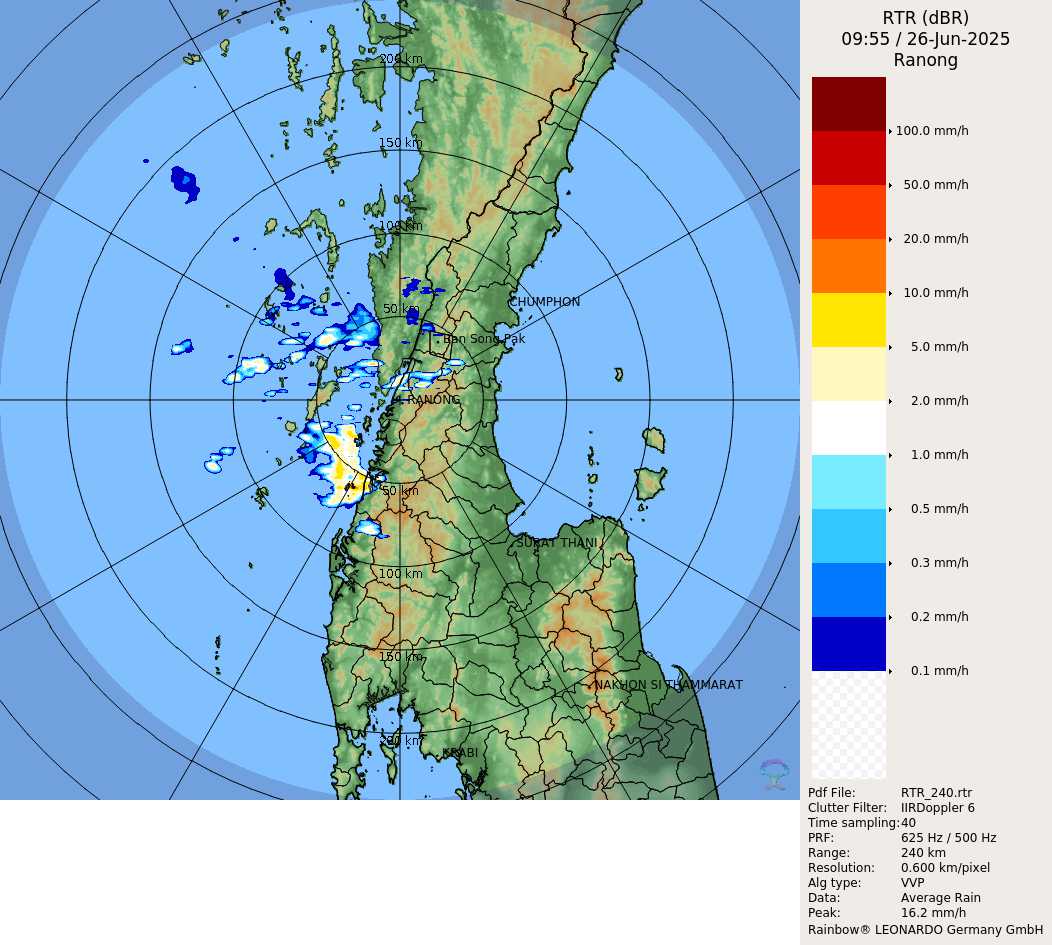 RTR (dBR)
09:55 / 26-Jun-2025
Ranong
100.0 mm/h
50.0 mm/h
20.0 mm/h
10.0 mm/h
5.0 mm/h
2.0 mm/h
1.0 mm/h
0.5 mm/h
0.3 mm/h
0.2 mm/h
0.1 mm/h
200 km
150 km
100 km
50 km
CHUMPHON
Ban Song Pak
RANONG
50 km
SURAT THANI
100 km
150 km
NAKHON SI THAMMARAT
200 km
KRABI
Pdf File: RTR_240.rtr
Clutter Filter: IIRDoppler 6
Time sampling:40
PRF: 625 Hz / 500 Hz
Range: 240 km
Resolution: 0.600 km/pixel
Alg type: VVP
Data: Average Rain
Peak: 16.2 mm/h
Rainbow® LEONARDO Germany GmbH